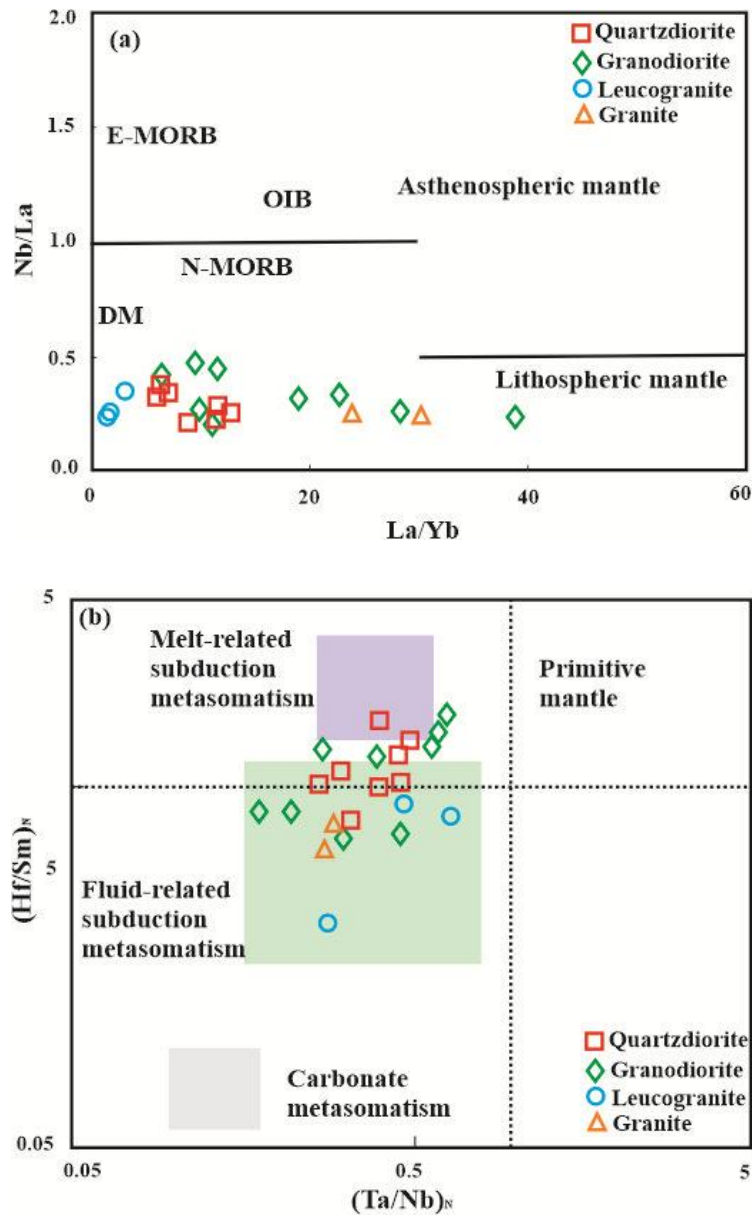 (a)
Quartzdiorite
Granodiorite
Leucogranite
Granite
2.0
1.5
1.0
0.5
0.0
Nb/La
E-MORB
OIB
Asthenospheric mantle
N-MORB
DM
Lithospheric mantle
0
20
40
60
La/Yb
(b)
5
Melt-related
subduction
metasomatism
Primitive
mantle
5
(Hf/Sm)N
Fluid-related
subduction
metasomatism
Carbonate
metasomatism
Quartzdiorite
Granodiorite
Leucogranite
Granite
0.05
0.05
0.5
5
(Ta/Nb)N